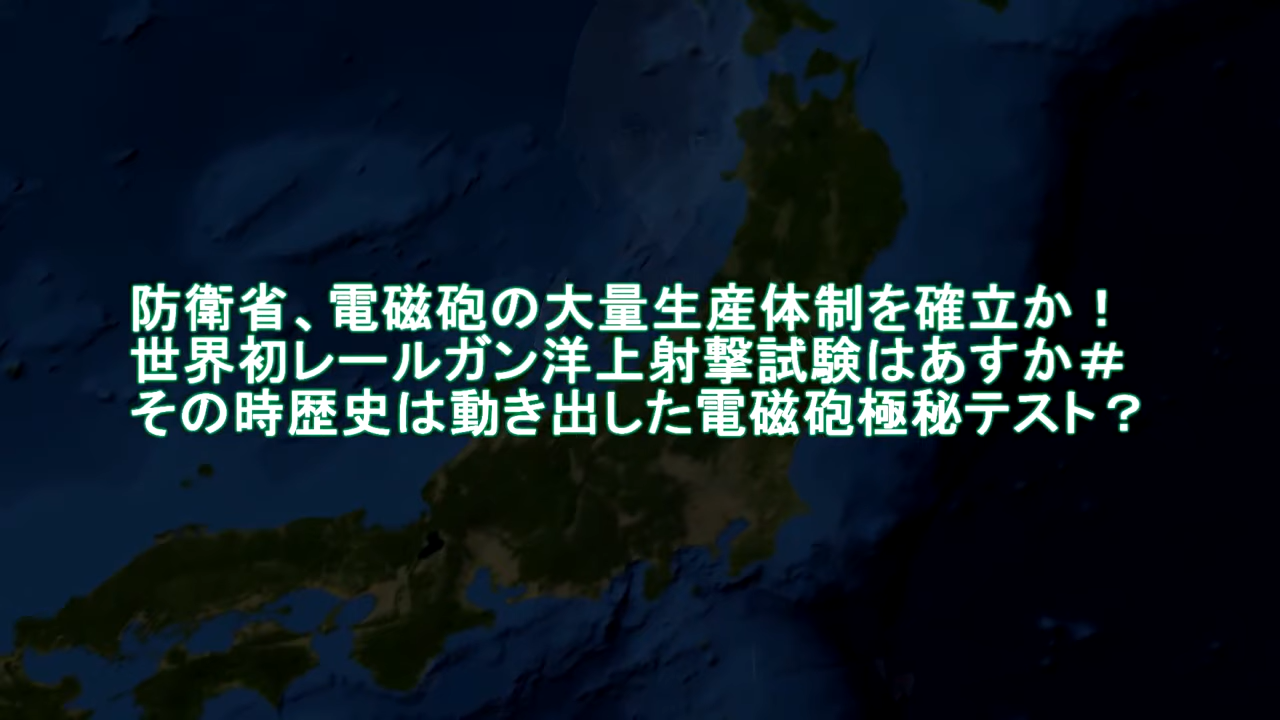 防衛省、電磁砲の大量生産体制を確立か！
世界初レールガン洋上射撃試験はあすか＃
その時歴史は動き出した電磁砲極秘テスト？